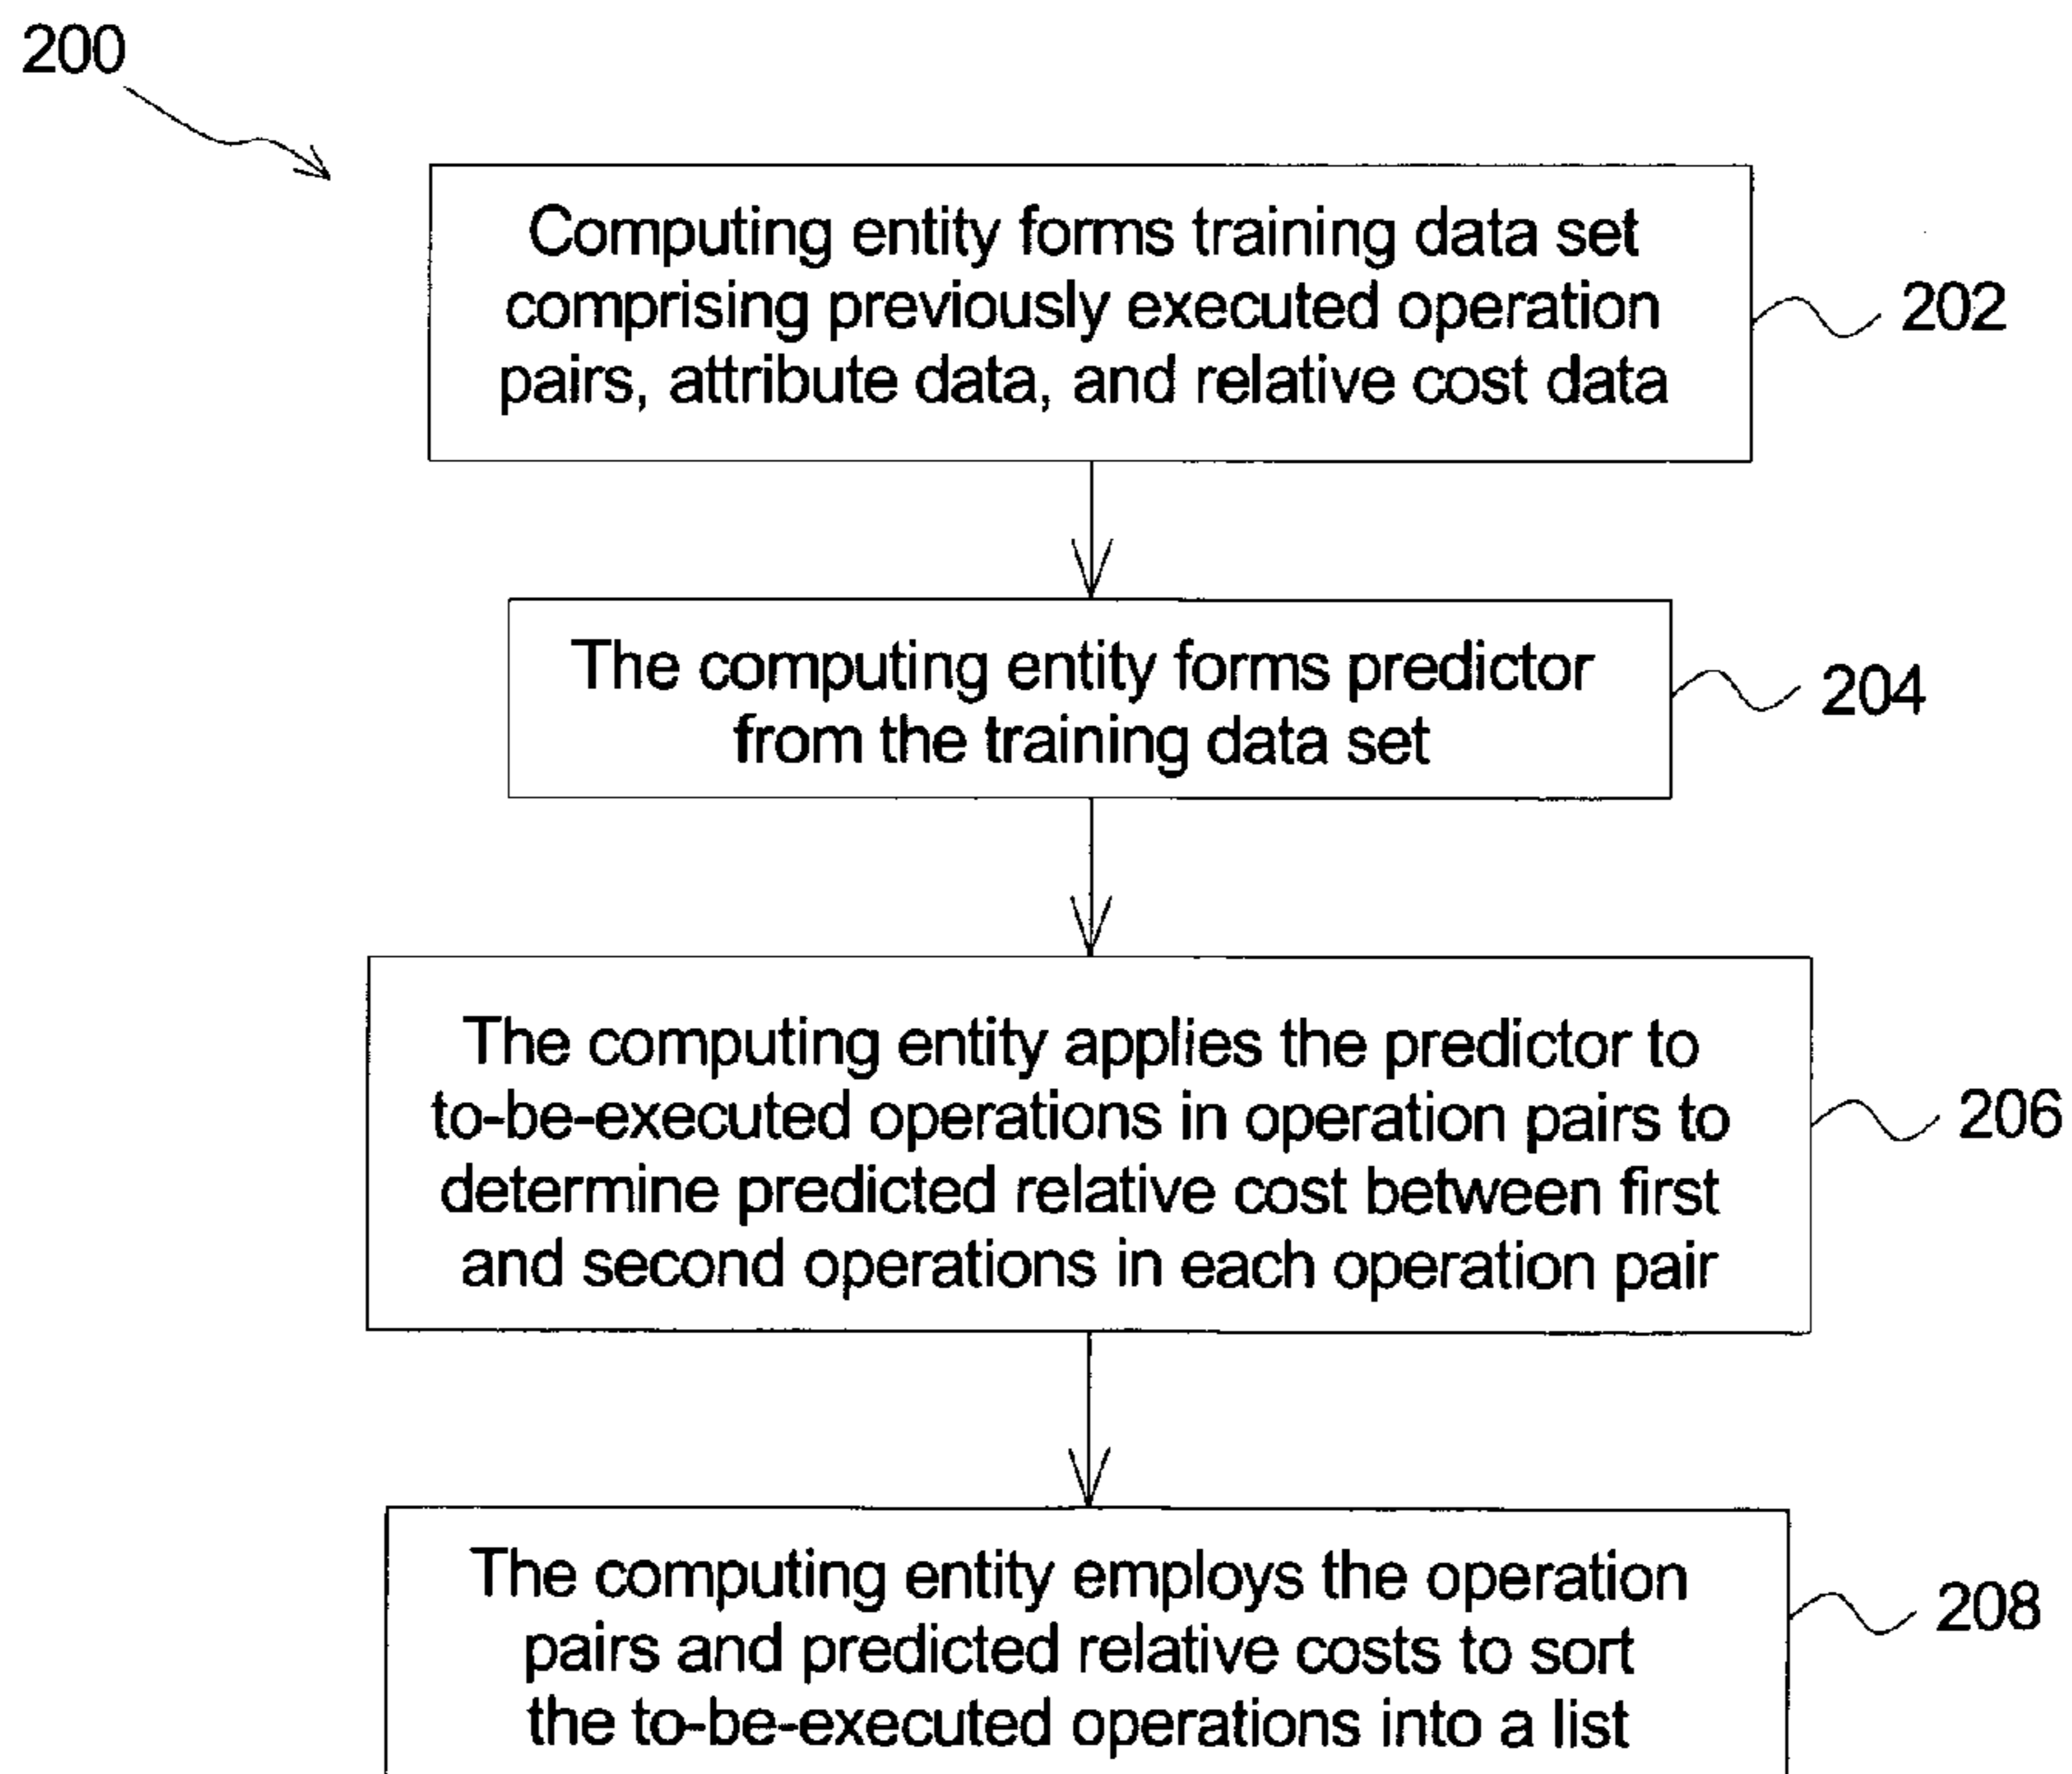 200
Computing entity forms training data set
comprising previously executed operation
pairs, attribute data, and relative cost data
202
The computing entity forms predictor
from the training data set
204
The computing entity applies the predictor to
to-be-executed operations in operation pairs to
determine predicted relative cost between first
and second operations in each operation pair
206
The computing entity employs the operation
pairs and predicted relative costs to sort
the to-be-executed operations into a list
208